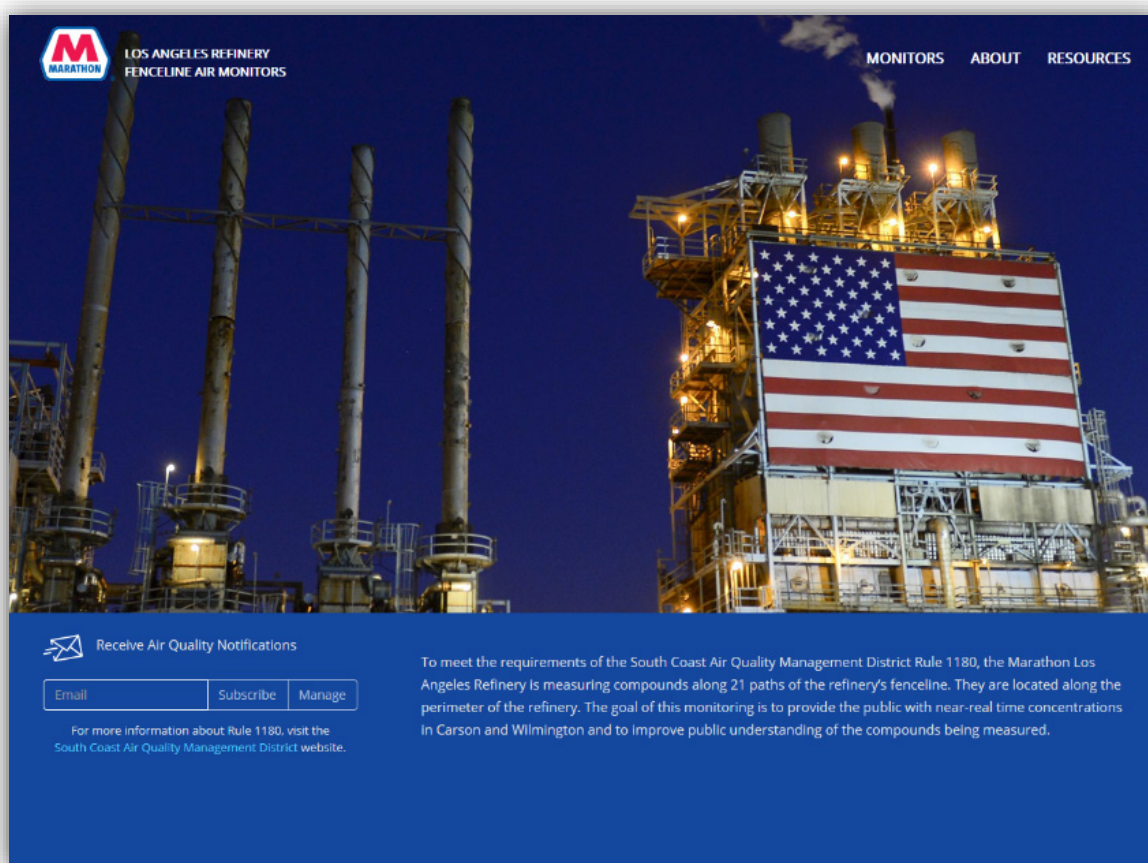 MARATHON
LOS ANGELES REFINERY
FENCELINE AIR MONITORS
MONITORS ABOUT RESOURCES
Receive Air Quality Notifications
Email Subscribe Manage
For more information about Rule 1180, visit the
South Coast Air Quality Management District website.
To meet the requirements of the South Coast Air Quality Management District Rule 1180, the Marathon Los
Angeles Refinery is measuring compounds along 21 paths of the refinery's fenceline. They are located along the
perimeter of the refinery. The goal of this monitoring is to provide the public with near-real time concentrations
in Carson and Wilmington and to improve public understanding of the compounds being measured.